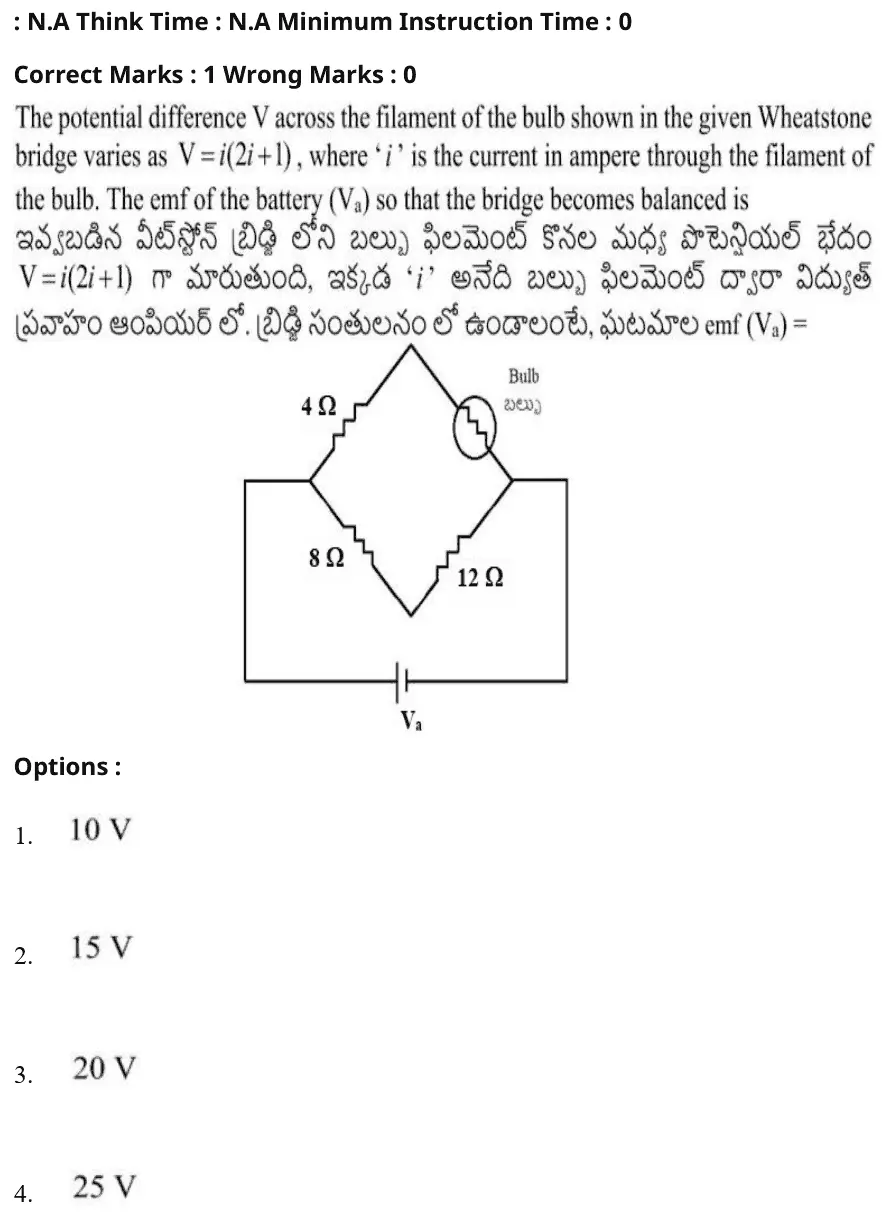 : N.A Think Time : N.A Minimum Instruction Time : 0
Correct Marks : 1 Wrong Marks : 0
The potential difference V across the filament of the bulb shown in the given Wheatstone
bridge varies as V = i(2i+1) , where ‘ i ’ is the current in ampere through the filament of
the bulb. The emf of the battery (Vₐ) so that the bridge becomes balanced is
ఇవ్వబడిన వీట్‌స్టోన్ బ్రిడ్జి లోని బల్బు ఫిలమెంట్ కొనల మధ్య పొటెన్షియల్ భేదం
V = i(2i+1) గా మారుతుంది, ఇక్కడ ‘ i ’ అనేది బల్బు ఫిలమెంట్ ద్వారా విద్యుత్
ప్రవాహం ఆంపియర్ లో. బ్రిడ్జి సంతులనం లో ఉండాలంటే, ఘటమాల emf (Vₐ) =
Bulb
4 Ω
బల్బు
8 Ω
12 Ω
Vₐ
Options :
1. 10 V
2. 15 V
3. 20 V
4. 25 V